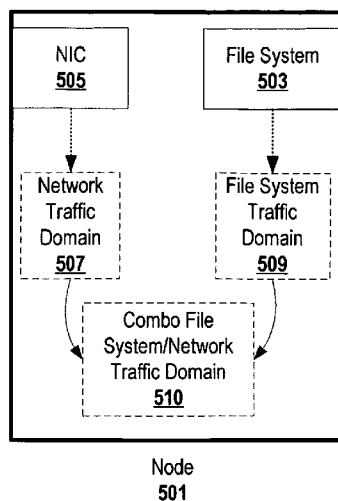 NIC
505
File System
503
Network
Traffic
Domain
507
File System
Traffic
Domain
509
Combo File
System/Network
Traffic Domain
510
Node
501